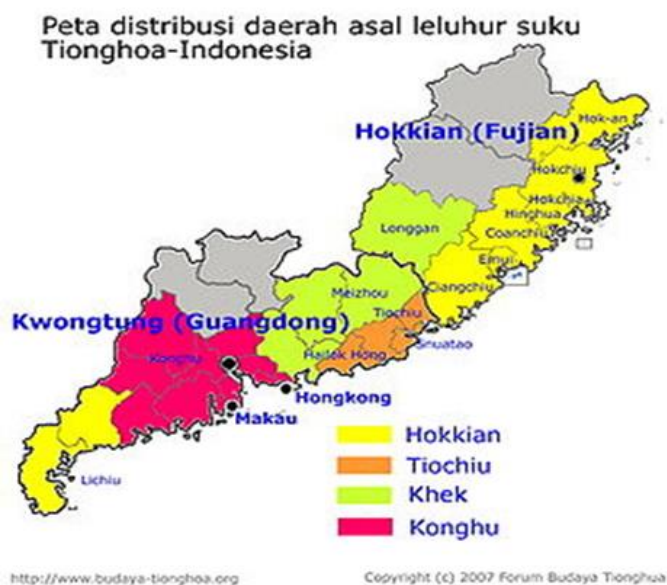 Peta distribusi daerah asal leluhur suku
Tionghoa-Indonesia
Hokkian (Fujian)
Hok-an
Hokchiu
Hokchia
Hinghua
Coanchiu
Emui
Ciangchiu
Longgan
Meizhou
Tiochiu
Snuatao
Hailok Hong
Kwongtung (Guangdong)
Konghu
Hongkong
Makau
Lichiu
Hokkian
Tiochiu
Khek
Konghu
http://www.budaya-tionghoa.org
Copyright (c) 2007 Forum Budaya Tionghua